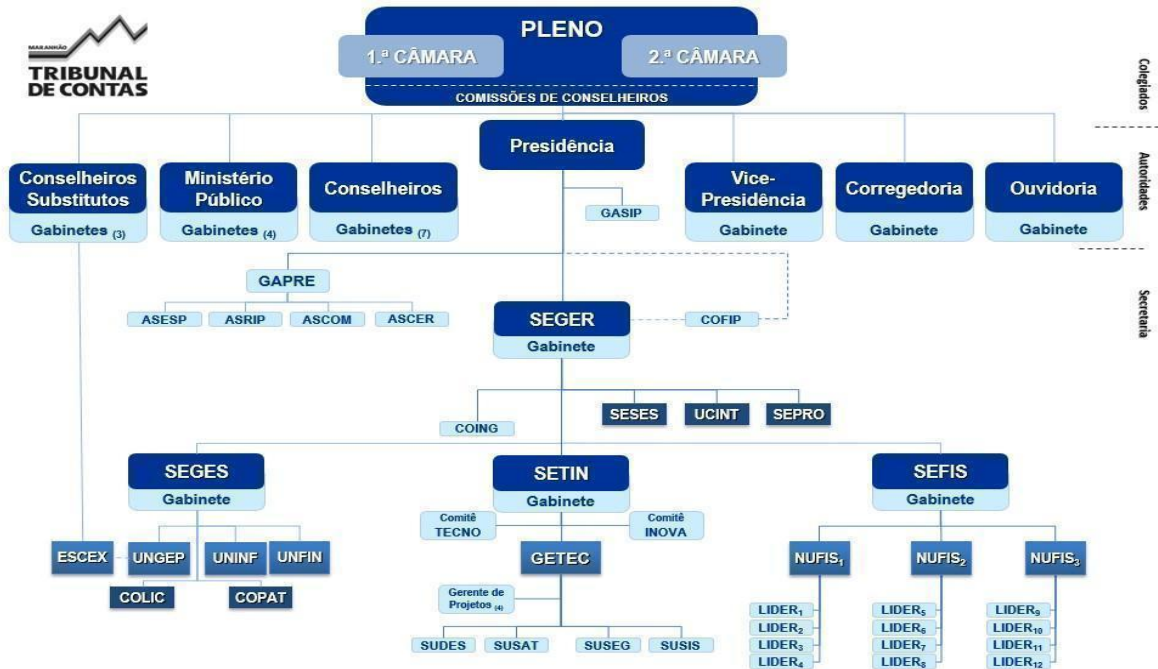 MARANHÃO
TRIBUNAL
DE CONTAS
PLENO
1.ª CÂMARA
2.ª CÂMARA
COMISSÕES DE CONSELHEIROS
Colegiados
Presidência
Conselheiros
Substitutos
Gabinetes (3)
Ministério
Público
Gabinetes (4)
Conselheiros
Gabinetes (7)
Vice-
Presidência
Gabinete
Corregedoria
Gabinete
Ouvidoria
Gabinete
Autoridades
GASIP
GAPRE
ASESP
ASRIP
ASCOM
ASCER
SEGER
Gabinete
COFIP
Secretaria
COING
SESES
UCINT
SEPRO
SEGES
Gabinete
SETIN
Gabinete
SEFIS
Gabinete
Comitê
TECNO
Comitê
INOVA
ESCEX
UNGEP
UNINF
UNFIN
GETEC
NUFIS1
NUFIS2
NUFIS3
COLIC
COPAT
Gerente de
Projetos (4)
SUDES
SUSAT
SUSEG
SUSIS
LIDER1
LIDER2
LIDER3
LIDER4
LIDER5
LIDER6
LIDER7
LIDER8
LIDER9
LIDER10
LIDER11
LIDER12